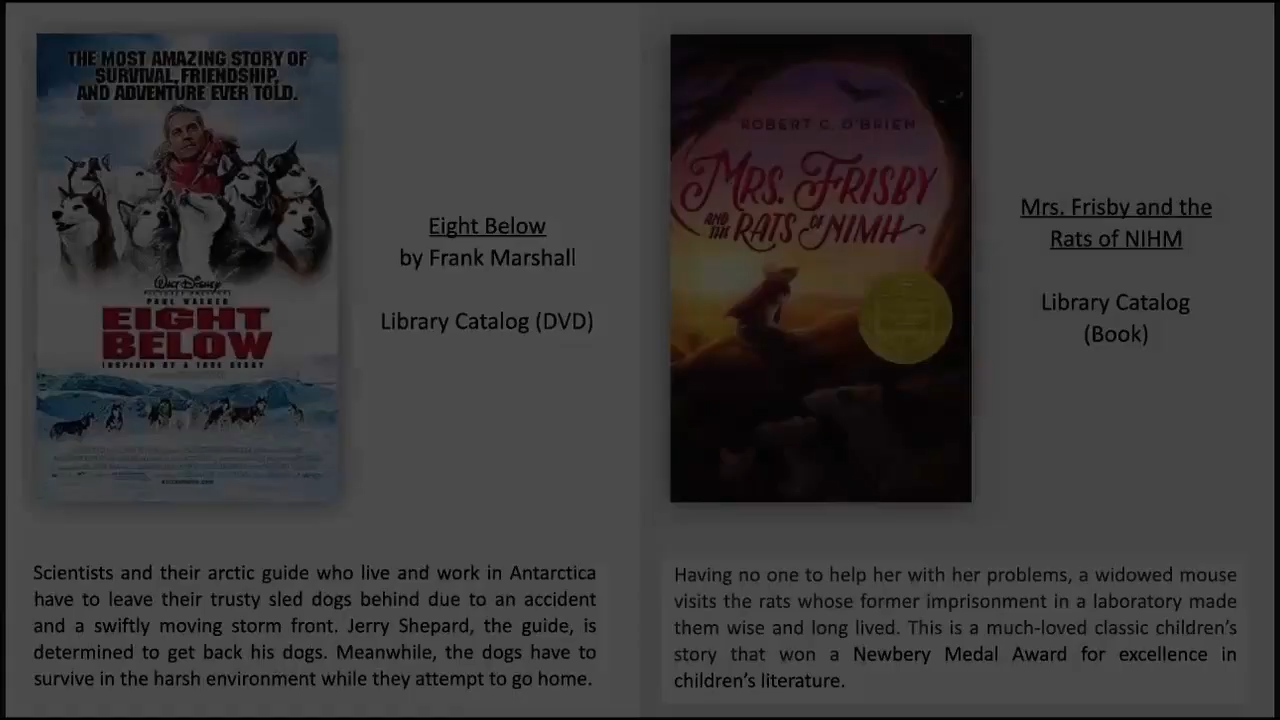 THE MOST AMAZING STORY OF
SURVIVAL, FRIENDSHIP,
AND ADVENTURE EVER TOLD.
WALT DISNEY
PICTURES PRESENTS
PAUL WALKER
EIGHT
BELOW
INSPIRED BY A TRUE STORY
Eight Below
by Frank Marshall
Library Catalog (DVD)
Scientists and their arctic guide who live and work in Antarctica
have to leave their trusty sled dogs behind due to an accident
and a swiftly moving storm front. Jerry Shepard, the guide, is
determined to get back his dogs. Meanwhile, the dogs have to
survive in the harsh environment while they attempt to go home.
ROBERT C. O'BRIEN
MRS. FRISBY
AND THE RATS OF NIMH
Mrs. Frisby and the
Rats of NIHM
Library Catalog
(Book)
Having no one to help her with her problems, a widowed mouse
visits the rats whose former imprisonment in a laboratory made
them wise and long lived. This is a much-loved classic children's
story that won a Newbery Medal Award for excellence in
children's literature.